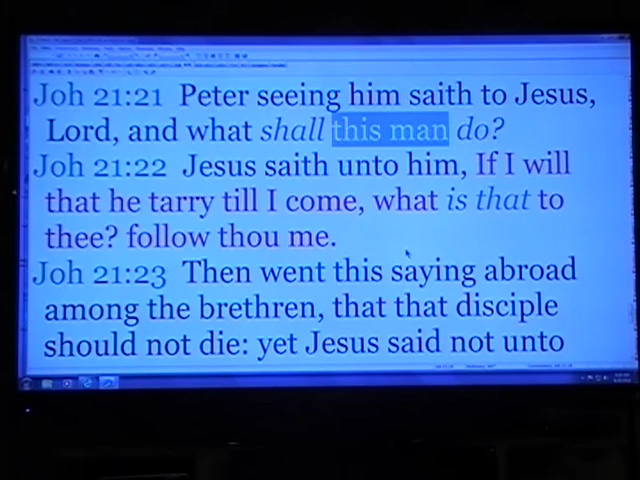 Joh 21:21 Peter seeing him saith to Jesus,
Lord, and what shall this man do?
Joh 21:22 Jesus saith unto him, If I will
that he tarry till I come, what is that to
thee? follow thou me.
Joh 21:23 Then went this saying abroad
among the brethren, that that disciple
should not die: yet Jesus said not unto